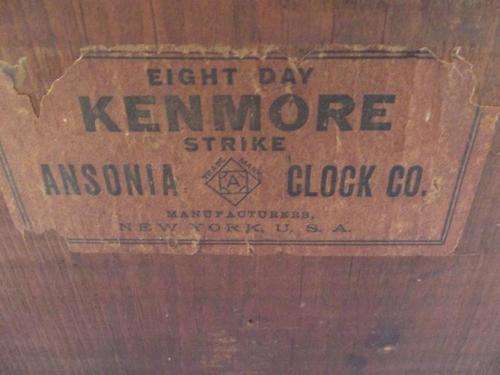 EIGHT DAY
KENMORE
STRIKE
ANSONIA A CLOCK CO.
MANUFACTURERS,
NEW YORK, U. S. A.